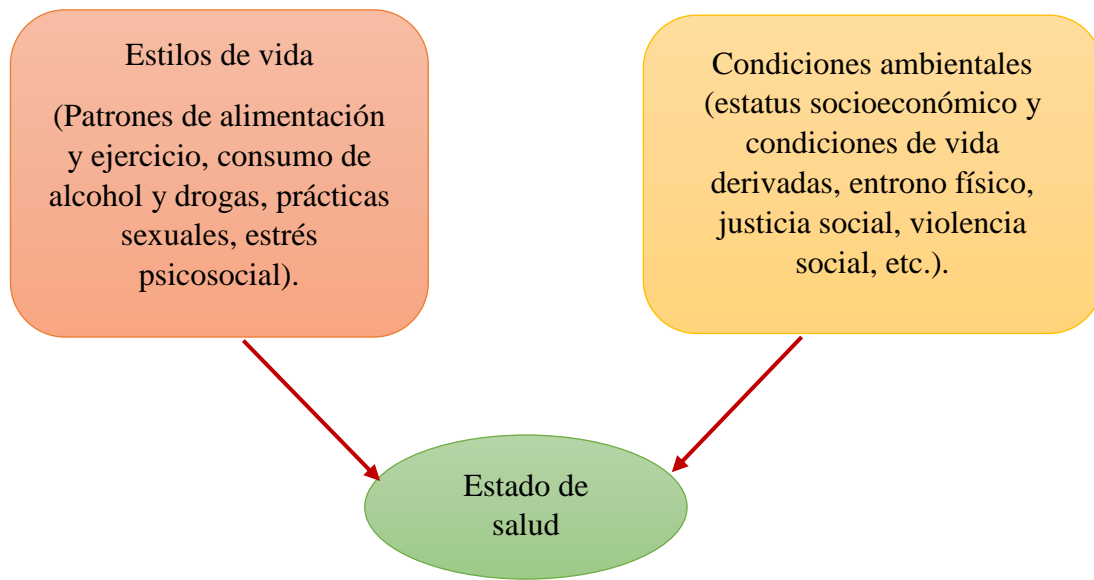 Estilos de vida
(Patrones de alimentación
y ejercicio, consumo de
alcohol y drogas, prácticas
sexuales, estrés
psicosocial).
Condiciones ambientales
(estatus socioeconómico y
condiciones de vida
derivadas, entrono físico,
justicia social, violencia
social, etc.).
Estado de
salud